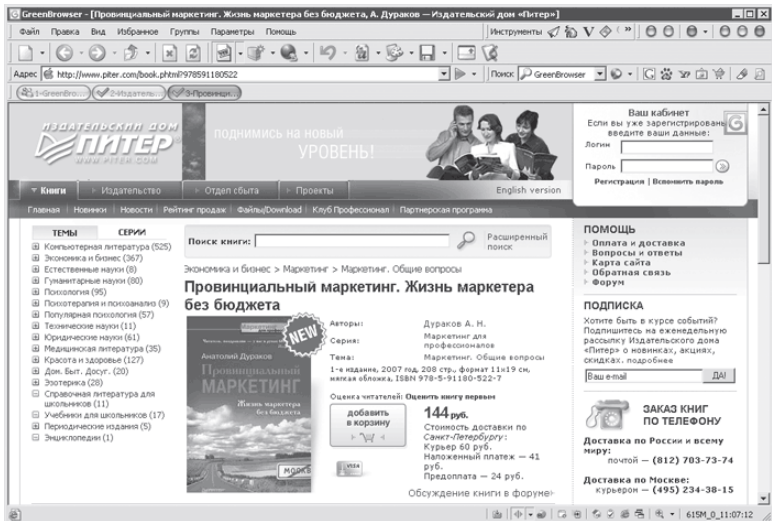 GreenBrowser - [Провинциальный маркетинг. Жизнь маркетера без бюджета, А. Дураков — Издательский дом «Питер»]
Файл Правка Вид Избранное Группы Параметры Помощь Инструменты
Адрес http://www.piter.com/book.phtml?978591180522 Поиск GreenBrowser
1-GreenBro... 2-Издатель... 3-Провинци...
ИЗДАТЕЛЬСКИЙ ДОМ
ПИТЕР
WWW.PITER.COM
ПОДНИМИСЬ НА НОВЫЙ
УРОВЕНЬ!
Ваш кабинет
Если вы уже зарегистрированы
введите ваши данные:
Логин
Пароль
Регистрация | Вспомнить пароль
Книги Издательство Отдел сбыта Проекты English version
Главная Новинки Новости Рейтинг продаж Файлы/Download Клуб Профессионал Партнерская программа
ТЕМЫ СЕРИИ
Компьютерная литература (525)
Экономика и бизнес (367)
Естественные науки (8)
Гуманитарные науки (80)
Психология (95)
Психотерапия и психоанализ (9)
Популярная психология (57)
Технические науки (11)
Юридические науки (61)
Медицинская литература (35)
Красота и здоровье (127)
Дом. Быт. Досуг. (20)
Эзотерика (28)
Справочная литература для
школьников (11)
Учебники для школьников (17)
Периодические издания (5)
Энциклопедии (1)
Поиск книги: Расширенный
поиск
Экономика и бизнес > Маркетинг > Маркетинг. Общие вопросы
Провинциальный маркетинг. Жизнь маркетера
без бюджета
NEW
Анатолий Дураков
Провинциальный
МАРКЕТИНГ
Жизнь маркетера
без бюджета
МОСКВ
Авторы: Дураков А. Н.
Серия: Маркетинг для
профессионалов
Тема: Маркетинг. Общие вопросы
1-е издание, 2007 год, 208 стр., формат 11x19 см,
мягкая обложка, ISBN 978-5-91180-522-7
Оценка читателей: Оцените книгу первым
добавить
в корзину
VISA
144 руб.
Стоимость доставки по
Санкт-Петербургу:
Курьер 60 руб.
Наложенный платеж — 41
руб.
Предоплата — 24 руб.
Обсуждение книги в форуме
ПОМОЩЬ
Оплата и доставка
Вопросы и ответы
Карта сайта
Обратная связь
Форум
ПОДПИСКА
Хотите быть в курсе событий?
Подпишитесь на еженедельную
рассылку Издательского дома
«Питер» о новинках, акциях,
скидках. подробнее
Ваш e-mail ДА!
ЗАКАЗ КНИГ
ПО ТЕЛЕФОНУ
Доставка по России и всему
миру:
почтой — (812) 703-73-74
Доставка по Москве:
курьером — (495) 234-38-15
615M_0_11:07:12